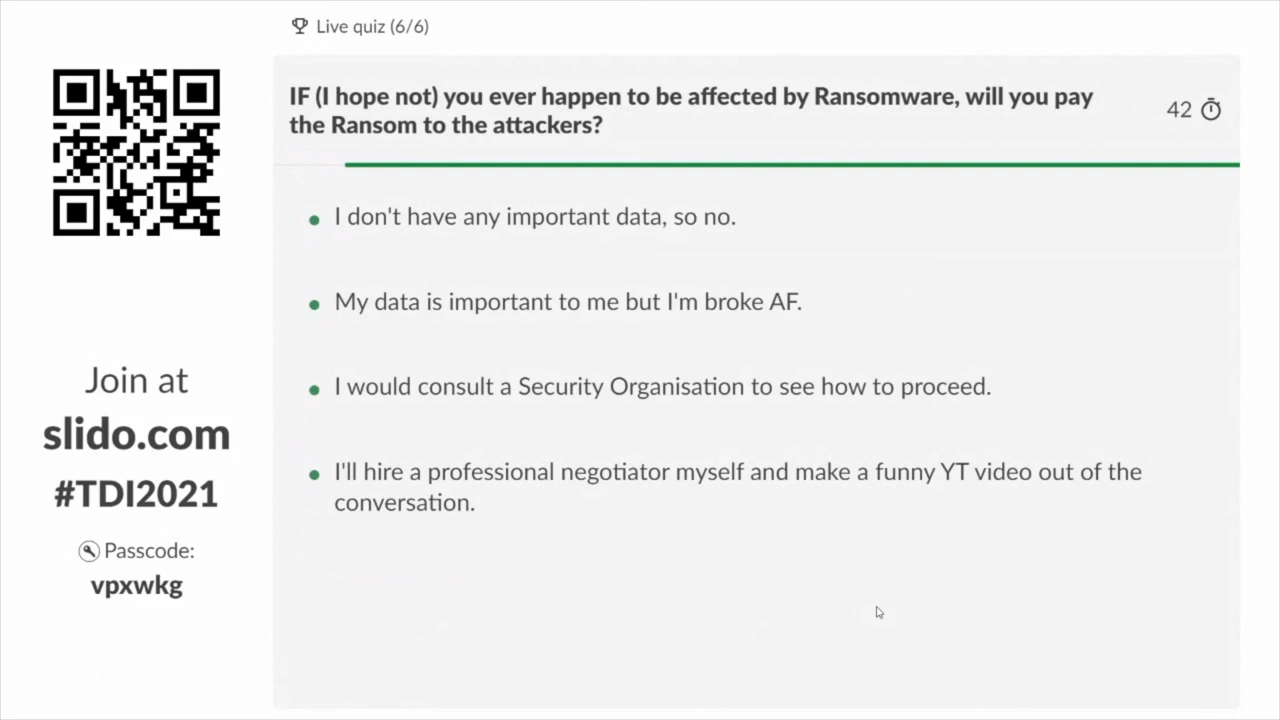 Live quiz (6/6)
IF (I hope not) you ever happen to be affected by Ransomware, will you pay
the Ransom to the attackers?
42
I don't have any important data, so no.
My data is important to me but I'm broke AF.
I would consult a Security Organisation to see how to proceed.
I'll hire a professional negotiator myself and make a funny YT video out of the
conversation.
Join at
slido.com
#TDI2021
Passcode:
vpxwkg